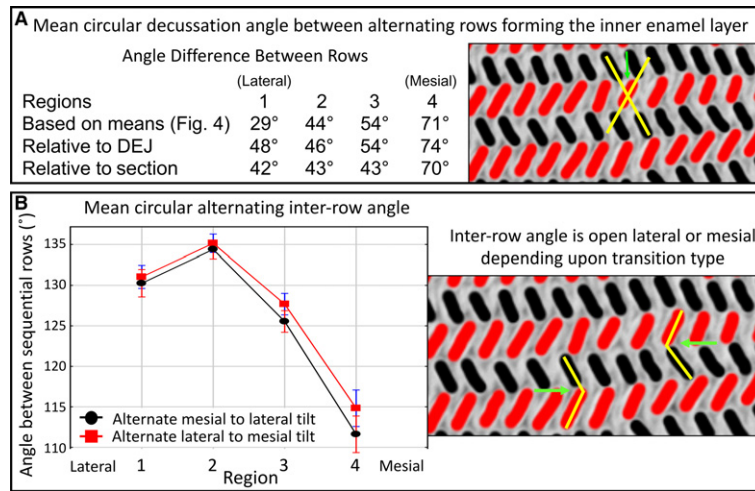 A Mean circular decussation angle between alternating rows forming the inner enamel layer
Angle Difference Between Rows
(Lateral) (Mesial)
Regions 1 2 3 4
Based on means (Fig. 4) 29° 44° 54° 71°
Relative to DEJ 48° 46° 54° 74°
Relative to section 42° 43° 43° 70°
B Mean circular alternating inter-row angle
Angle between sequential rows (°)
135
130
125
120
115
110
Alternate mesial to lateral tilt
Alternate lateral to mesial tilt
Lateral 1 2 3 4 Mesial
Region
Inter-row angle is open lateral or mesial
depending upon transition type